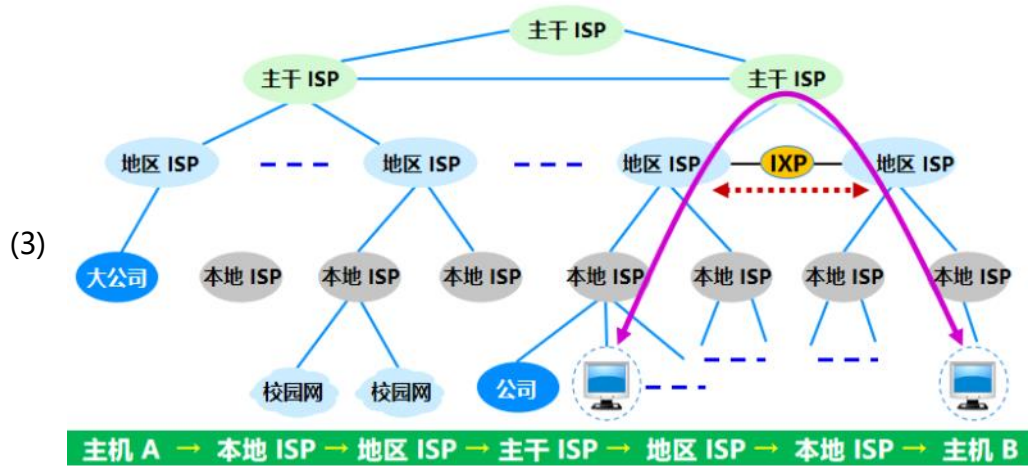 主干 ISP
主干 ISP
主干 ISP
地区 ISP
地区 ISP
地区 ISP
IXP
地区 ISP
(3)
大公司
本地 ISP
本地 ISP
本地 ISP
本地 ISP
本地 ISP
本地 ISP
本地 ISP
校园网
校园网
公司
主机 A → 本地 ISP → 地区 ISP → 主干 ISP → 地区 ISP → 本地 ISP → 主机 B